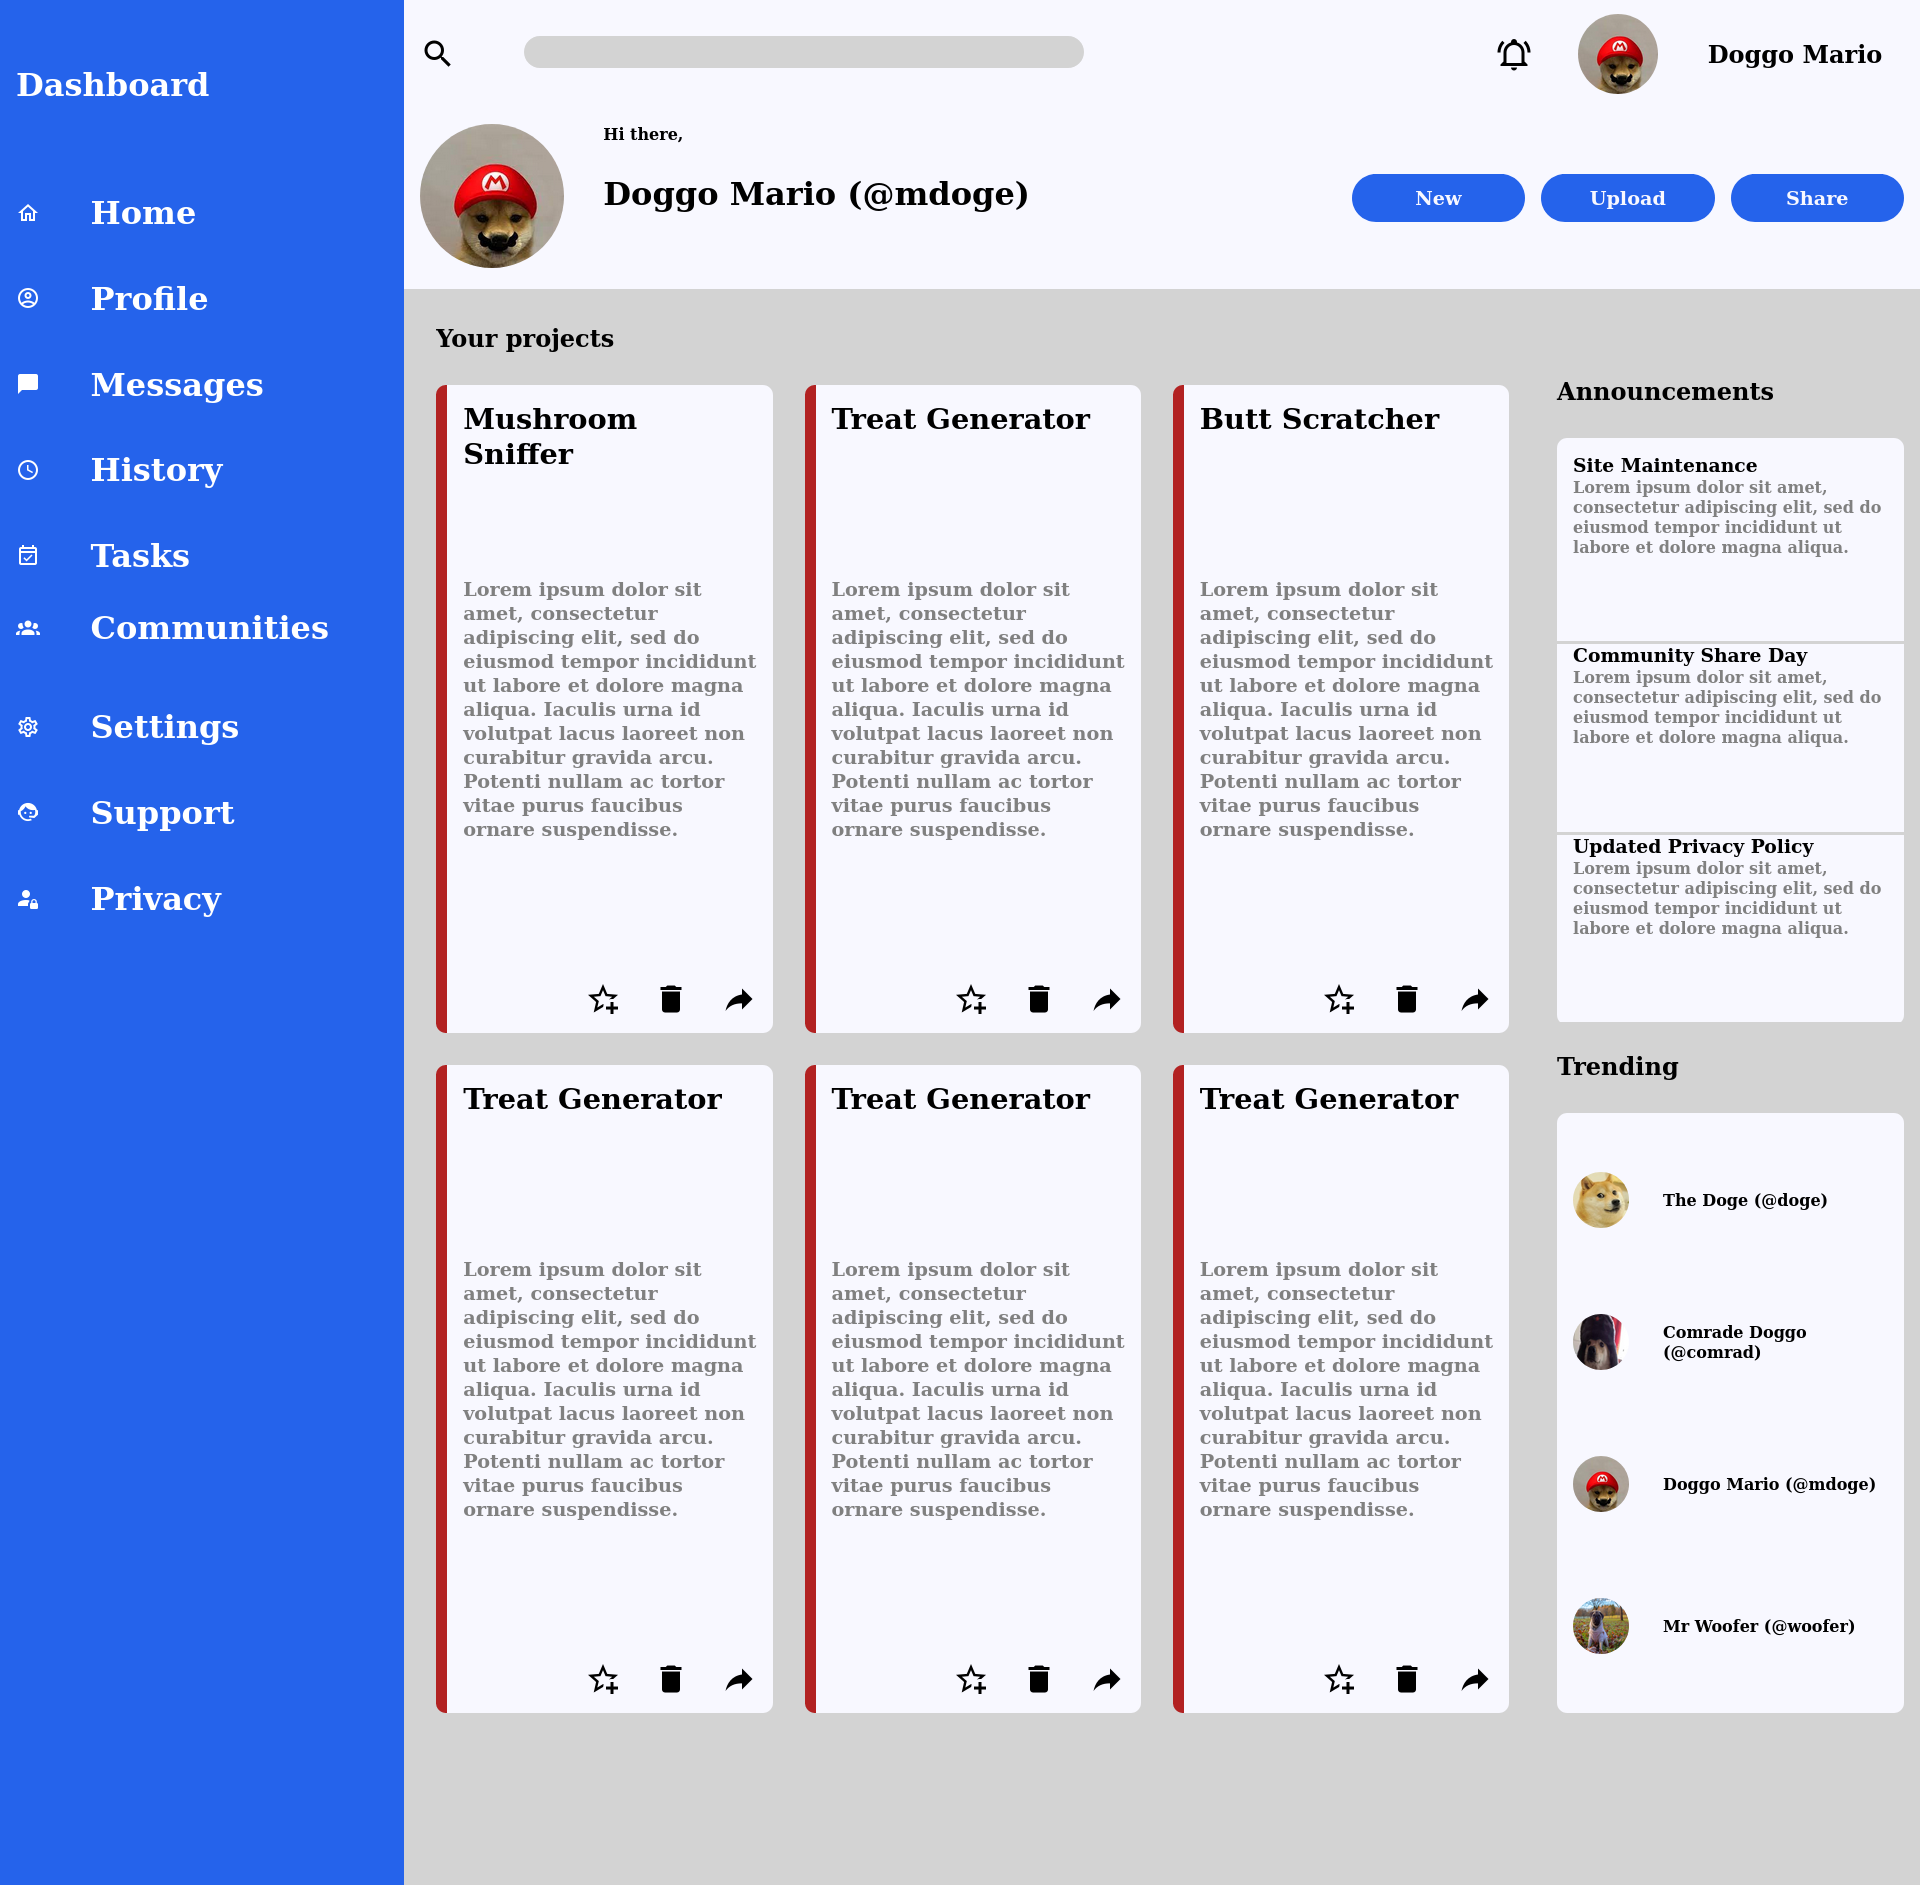 Dashboard
Home
Profile
Messages
History
Tasks
Communities
Settings
Support
Privacy
Doggo Mario
Hi there,
Doggo Mario (@mdoge)
New
Upload
Share
Your projects
Mushroom
Sniffer
Lorem ipsum dolor sit
amet, consectetur
adipiscing elit, sed do
eiusmod tempor incididunt
ut labore et dolore magna
aliqua. Iaculis urna id
volutpat lacus laoreet non
curabitur gravida arcu.
Potenti nullam ac tortor
vitae purus faucibus
ornare suspendisse.
Treat Generator
Lorem ipsum dolor sit
amet, consectetur
adipiscing elit, sed do
eiusmod tempor incididunt
ut labore et dolore magna
aliqua. Iaculis urna id
volutpat lacus laoreet non
curabitur gravida arcu.
Potenti nullam ac tortor
vitae purus faucibus
ornare suspendisse.
Butt Scratcher
Lorem ipsum dolor sit
amet, consectetur
adipiscing elit, sed do
eiusmod tempor incididunt
ut labore et dolore magna
aliqua. Iaculis urna id
volutpat lacus laoreet non
curabitur gravida arcu.
Potenti nullam ac tortor
vitae purus faucibus
ornare suspendisse.
Treat Generator
Lorem ipsum dolor sit
amet, consectetur
adipiscing elit, sed do
eiusmod tempor incididunt
ut labore et dolore magna
aliqua. Iaculis urna id
volutpat lacus laoreet non
curabitur gravida arcu.
Potenti nullam ac tortor
vitae purus faucibus
ornare suspendisse.
Treat Generator
Lorem ipsum dolor sit
amet, consectetur
adipiscing elit, sed do
eiusmod tempor incididunt
ut labore et dolore magna
aliqua. Iaculis urna id
volutpat lacus laoreet non
curabitur gravida arcu.
Potenti nullam ac tortor
vitae purus faucibus
ornare suspendisse.
Treat Generator
Lorem ipsum dolor sit
amet, consectetur
adipiscing elit, sed do
eiusmod tempor incididunt
ut labore et dolore magna
aliqua. Iaculis urna id
volutpat lacus laoreet non
curabitur gravida arcu.
Potenti nullam ac tortor
vitae purus faucibus
ornare suspendisse.
Announcements
Site Maintenance
Lorem ipsum dolor sit amet,
consectetur adipiscing elit, sed do
eiusmod tempor incididunt ut
labore et dolore magna aliqua.
Community Share Day
Lorem ipsum dolor sit amet,
consectetur adipiscing elit, sed do
eiusmod tempor incididunt ut
labore et dolore magna aliqua.
Updated Privacy Policy
Lorem ipsum dolor sit amet,
consectetur adipiscing elit, sed do
eiusmod tempor incididunt ut
labore et dolore magna aliqua.
Trending
The Doge (@doge)
Comrade Doggo
(@comrad)
Doggo Mario (@mdoge)
Mr Woofer (@woofer)